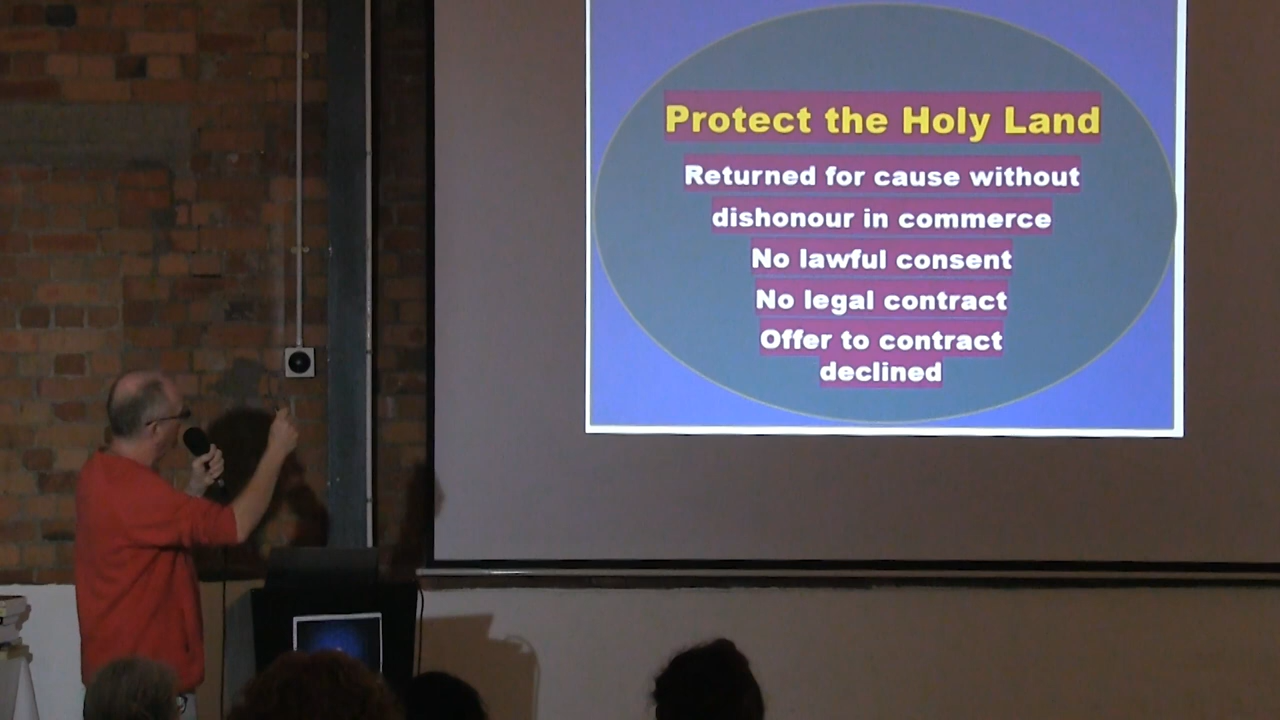 Protect the Holy Land
Returned for cause without
dishonour in commerce
No lawful consent
No legal contract
Offer to contract
declined